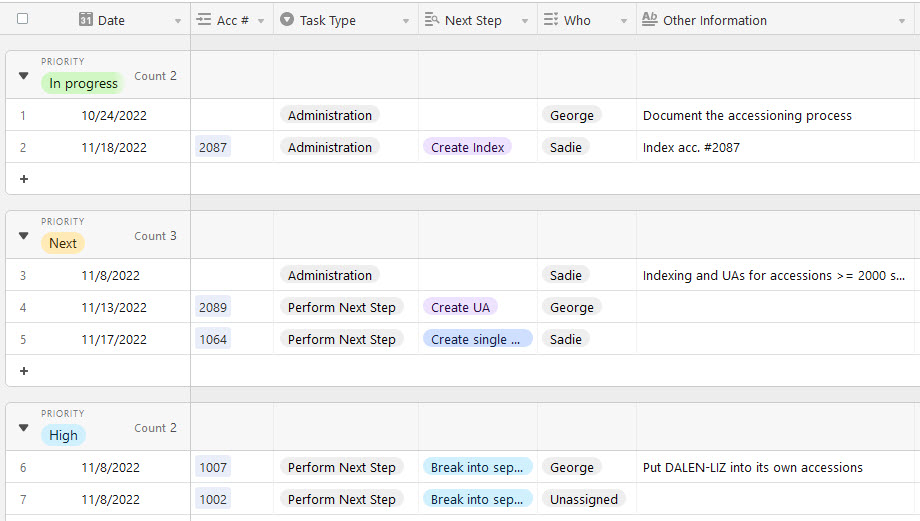 31 Date Acc # Task Type Next Step Who Ab Other Information
PRIORITY
In progress Count 2
1 10/24/2022 Administration George Document the accessioning process
2 11/18/2022 2087 Administration Create Index Sadie Index acc. #2087
+
PRIORITY
Next Count 3
3 11/8/2022 Administration Sadie Indexing and UAs for accessions >= 2000 s...
4 11/13/2022 2089 Perform Next Step Create UA George
5 11/17/2022 1064 Perform Next Step Create single ... Sadie
+
PRIORITY
High Count 2
6 11/8/2022 1007 Perform Next Step Break into sep... George Put DALEN-LIZ into its own accessions
7 11/8/2022 1002 Perform Next Step Break into sep... Unassigned